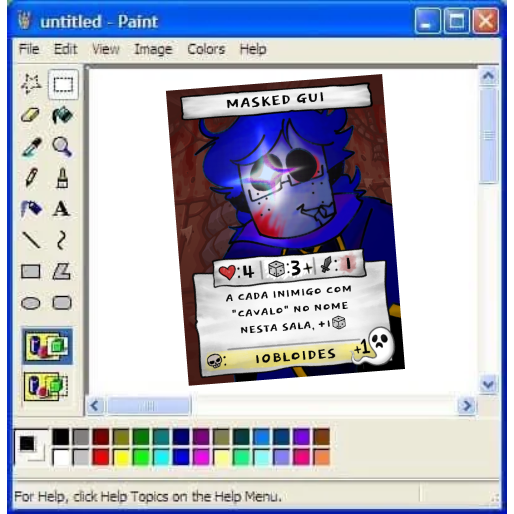 untitled - Paint
File Edit View Image Colors Help
A
MASKED GUI
:4 :3+ :1
A CADA INIMIGO COM
"CAVALO" NO NOME
NESTA SALA, +1
: 10BLOIDES +1
For Help, click Help Topics on the Help Menu.